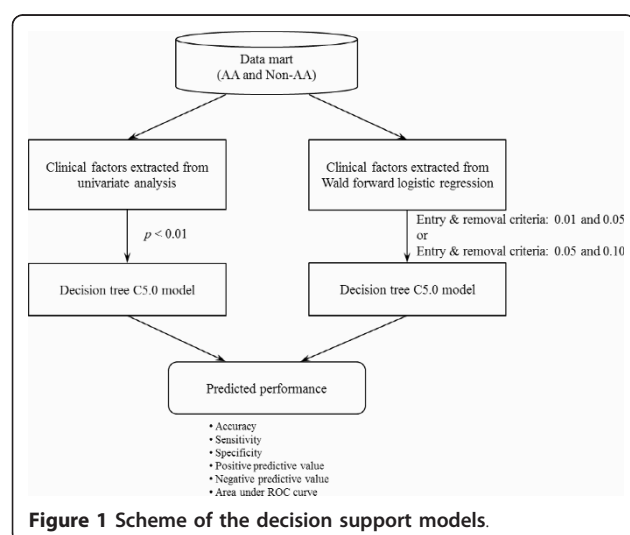 Data mart
(AA and Non-AA)
Clinical factors extracted from
univariate analysis
Clinical factors extracted from
Wald forward logistic regression
p < 0.01
Entry & removal criteria: 0.01 and 0.05
or
Entry & removal criteria: 0.05 and 0.10
Decision tree C5.0 model
Decision tree C5.0 model
Predicted performance
• Accuracy
• Sensitivity
• Specificity
• Positive predictive value
• Negative predictive value
• Area under ROC curve
Figure 1 Scheme of the decision support models.